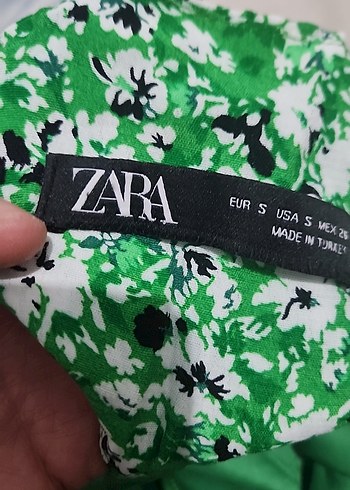 ZARA
EUR S USA S MEX 26
MADE IN TURKEY